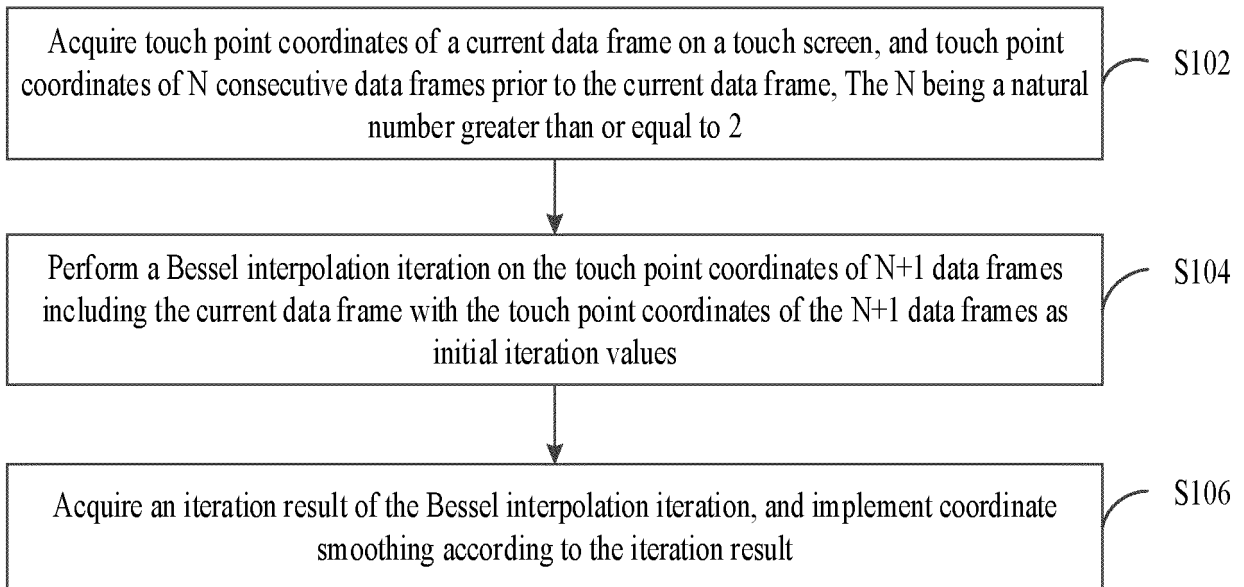 Acquire touch point coordinates of a current data frame on a touch screen, and touch point
coordinates of N consecutive data frames prior to the current data frame, The N being a natural
number greater than or equal to 2
S102
Perform a Bessel interpolation iteration on the touch point coordinates of N+1 data frames
including the current data frame with the touch point coordinates of the N+1 data frames as
initial iteration values
S104
Acquire an iteration result of the Bessel interpolation iteration, and implement coordinate
smoothing according to the iteration result
S106